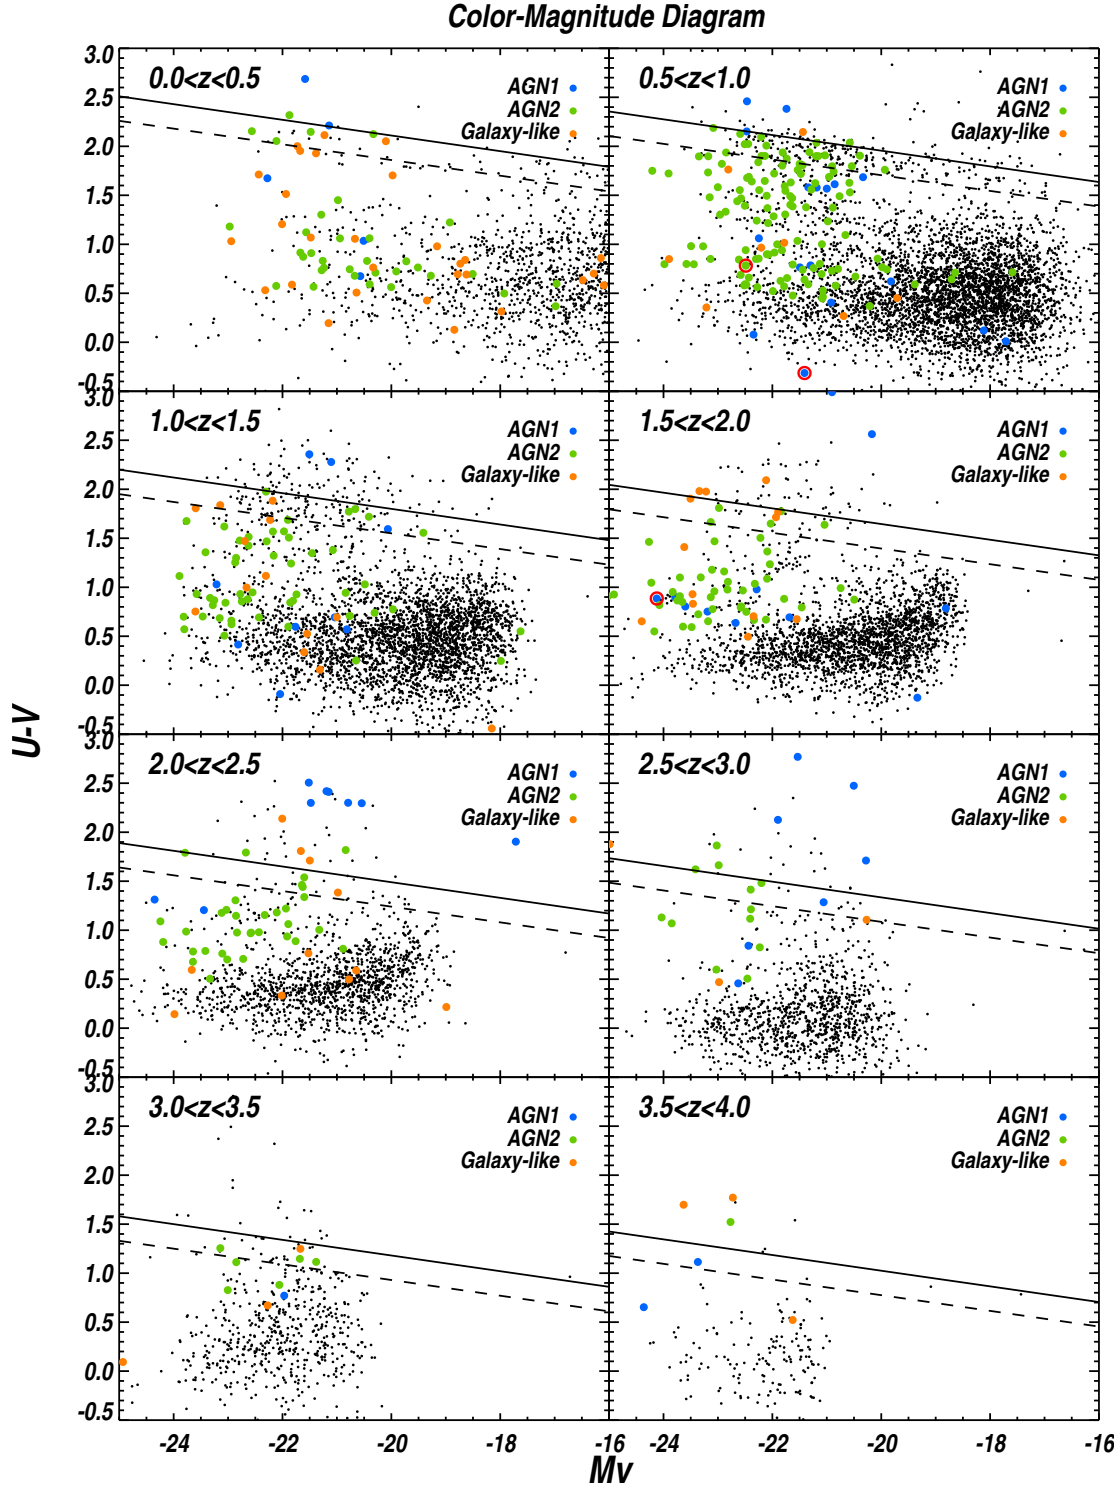 Color-Magnitude Diagram
3.0
2.5
2.0
1.5
1.0
0.5
0.0
-0.5
0.0<z<0.5
AGN1
AGN2
Galaxy-like
0.5<z<1.0
AGN1
AGN2
Galaxy-like
3.0
2.5
2.0
1.5
1.0
0.5
0.0
-0.5
1.0<z<1.5
AGN1
AGN2
Galaxy-like
1.5<z<2.0
AGN1
AGN2
Galaxy-like
U-V
3.0
2.5
2.0
1.5
1.0
0.5
0.0
-0.5
2.0<z<2.5
AGN1
AGN2
Galaxy-like
2.5<z<3.0
AGN1
AGN2
Galaxy-like
3.0
2.5
2.0
1.5
1.0
0.5
0.0
-0.5
3.0<z<3.5
AGN1
AGN2
Galaxy-like
3.5<z<4.0
AGN1
AGN2
Galaxy-like
-24 -22 -20 -18 -16 -24 -22 -20 -18 -16
Mv